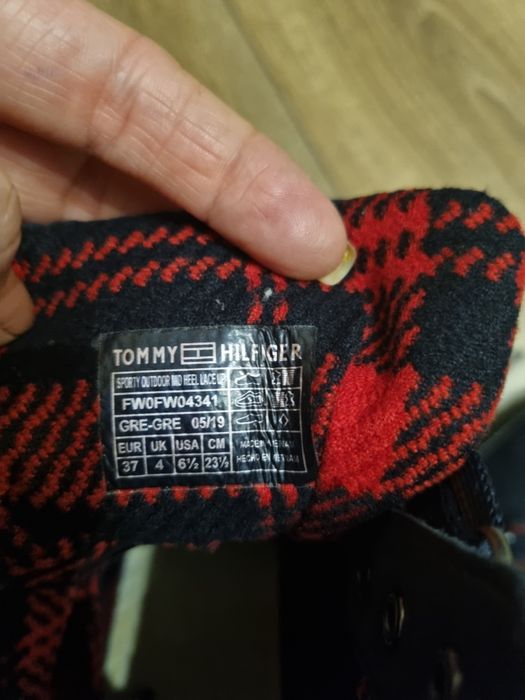 TOMMY HILFIGER
SPORTY OUTDOOR MID HEEL LACE UP
FW0FW04341
GRE-GRE 05/19
EUR UK USA CM
37 4 6½ 23½
MADE IN VIETNAM
HECHO EN VIETNAM